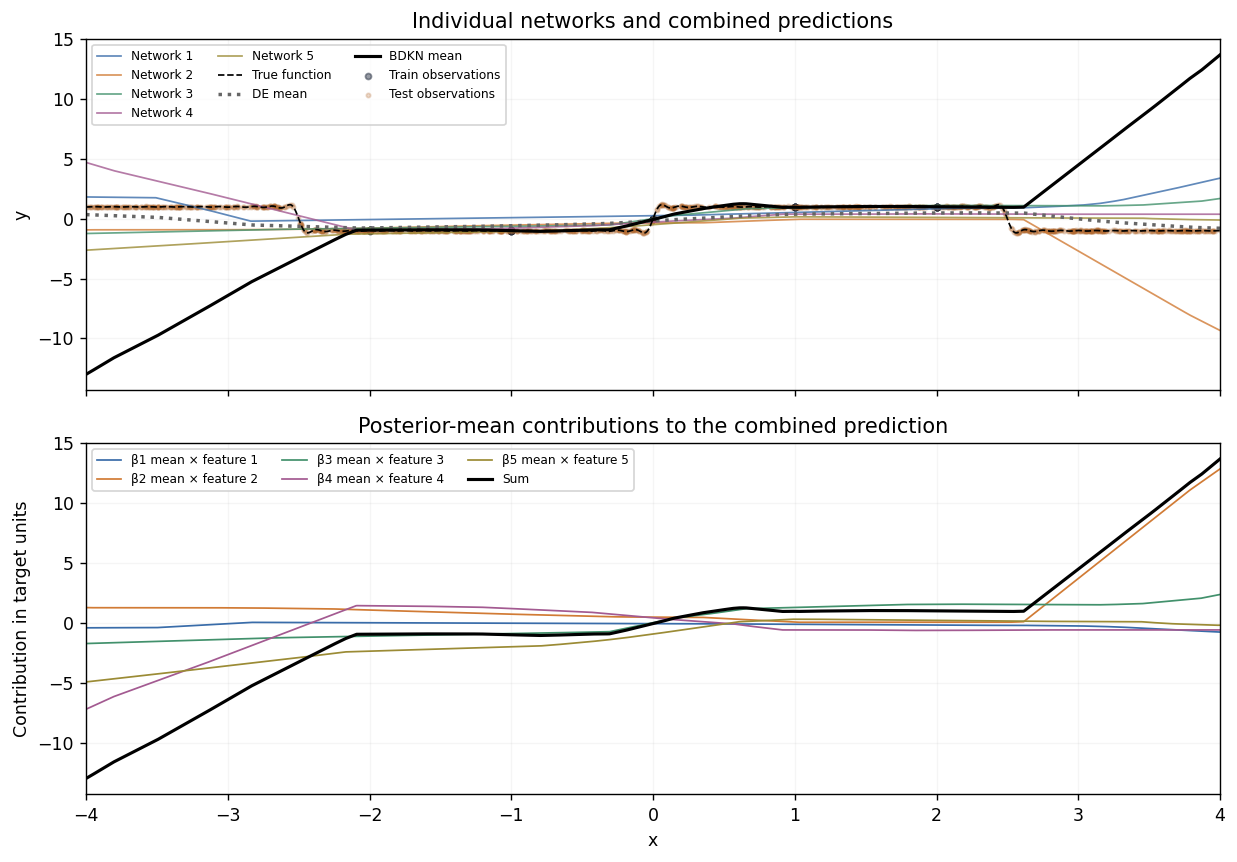 Individual networks and combined predictions
15
10
5
0
−5
−10
y
Network 1
Network 2
Network 3
Network 4
Network 5
True function
DE mean
BDKN mean
Train observations
Test observations
Posterior-mean contributions to the combined prediction
15
10
5
0
−5
−10
Contribution in target units
β1 mean × feature 1
β2 mean × feature 2
β3 mean × feature 3
β4 mean × feature 4
β5 mean × feature 5
Sum
−4 −3 −2 −1 0 1 2 3 4
x